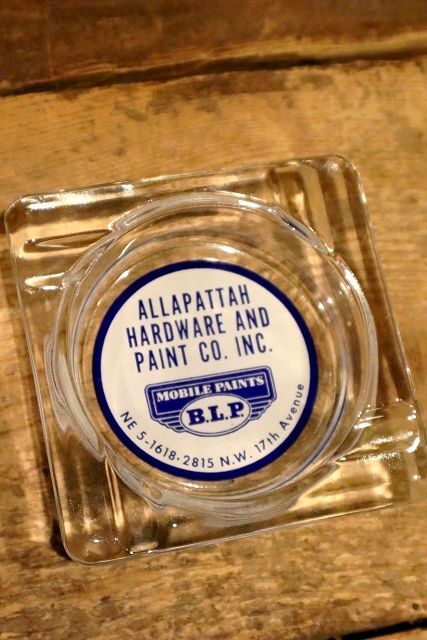 ALLAPATTAH
HARDWARE AND
PAINT CO. INC.
MOBILE PAINTS
B.L.P.
NE 5-1618-2815 N.W. 17th Avenue